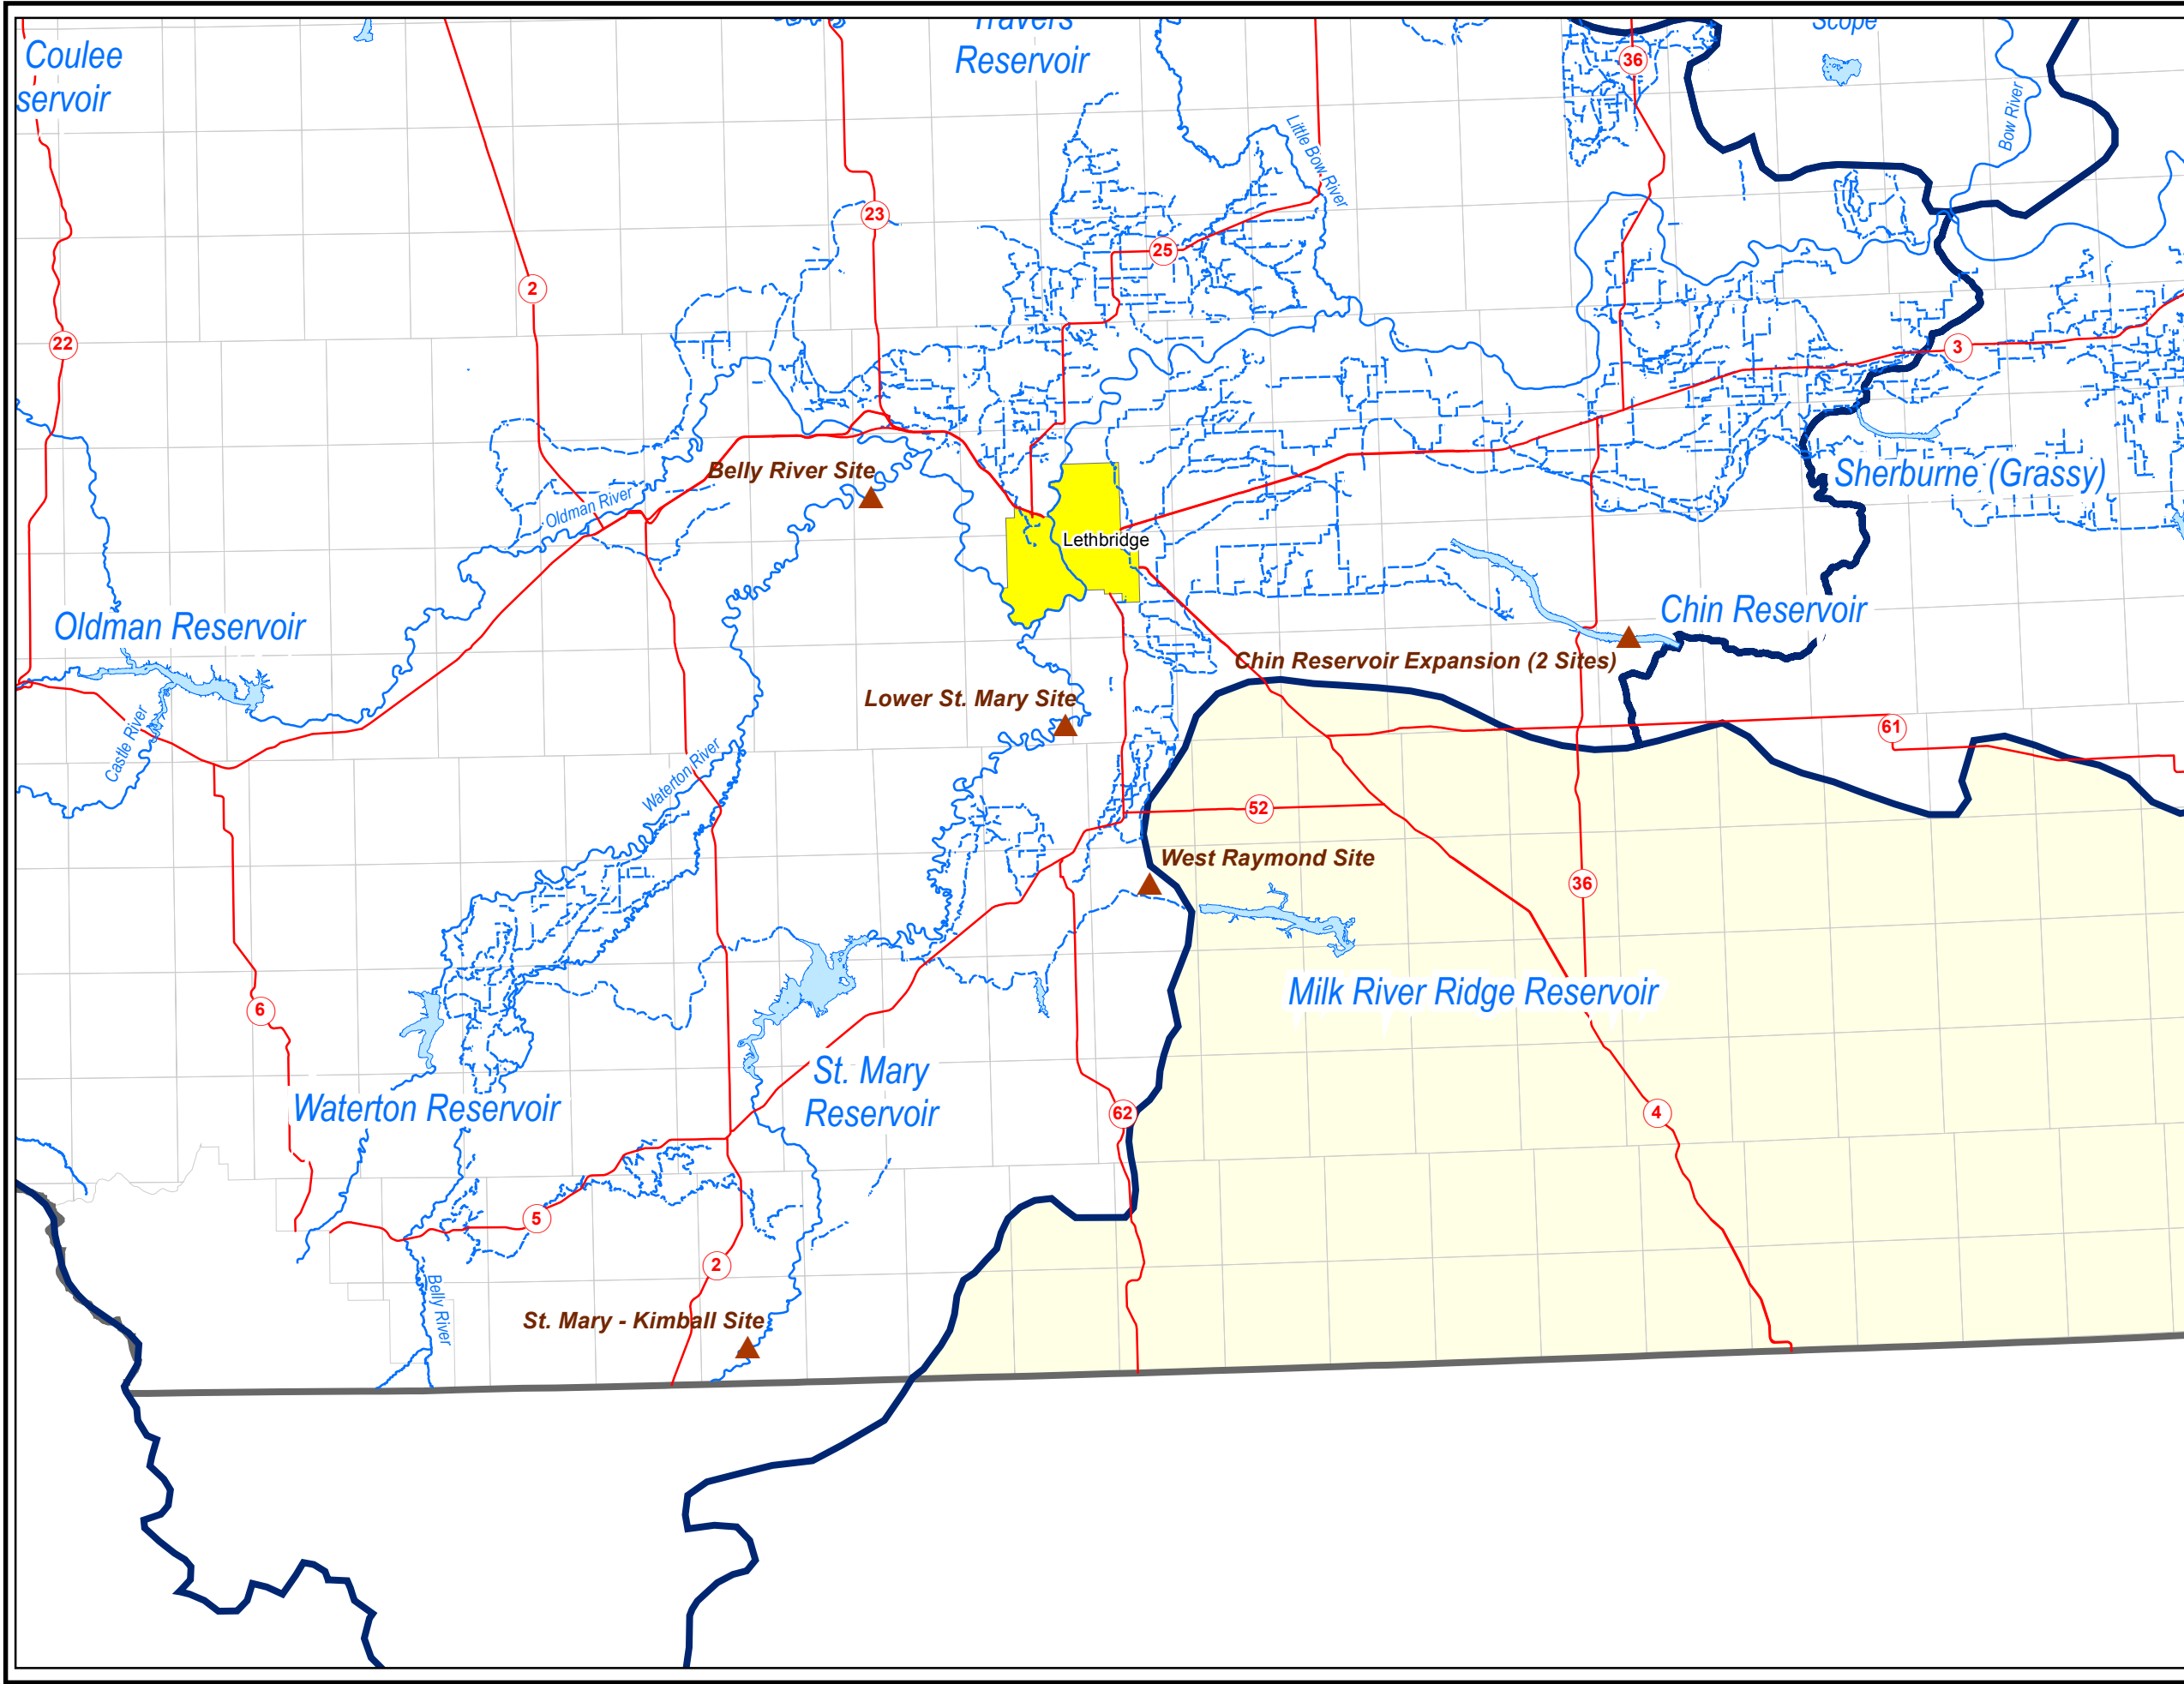 Travers
Reservoir
Scope
Coulee
servoir
36
Bow River
Little Bow River
23
25
2
22
3
Belly River Site
Sherburne (Grassy)
Oldman River
Lethbridge
Oldman Reservoir
Chin Reservoir
Chin Reservoir Expansion (2 Sites)
Lower St. Mary Site
Castle River
61
Waterton River
52
West Raymond Site
36
Milk River Ridge Reservoir
6
St. Mary
Reservoir
Waterton Reservoir
62
4
5
2
Belly River
St. Mary - Kimball Site